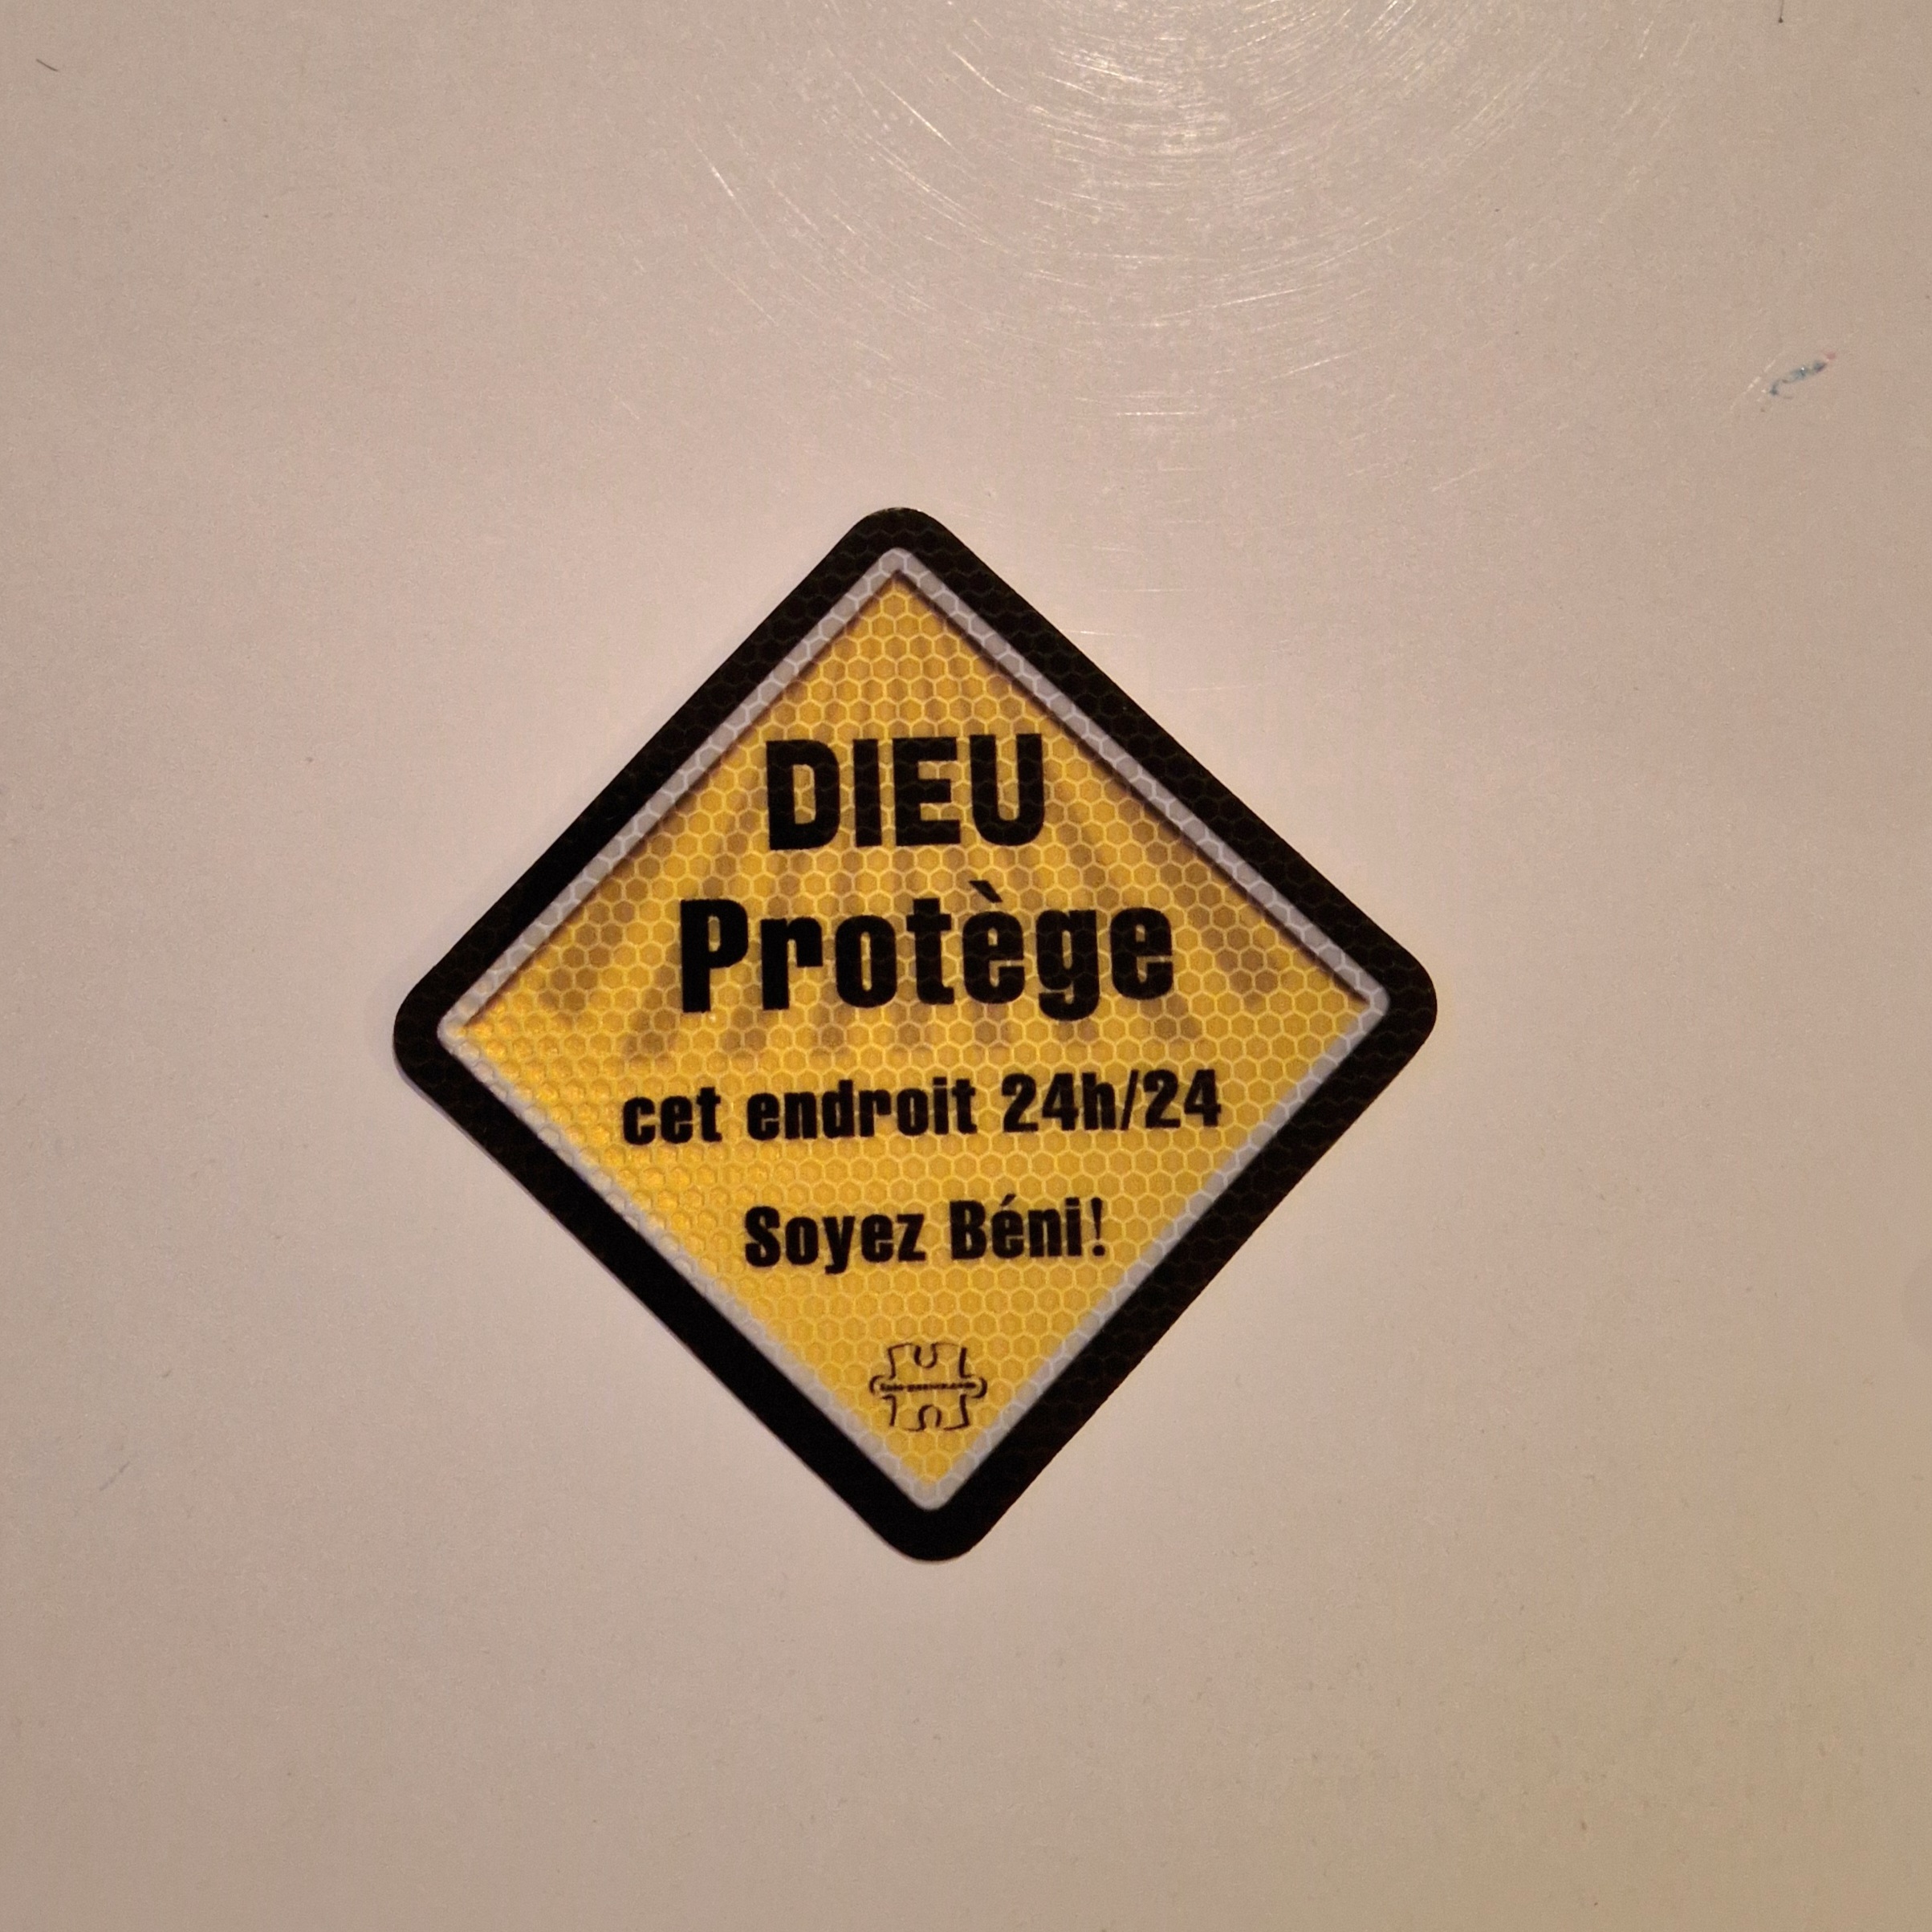 DIEU
Protège
cet endroit 24h/24
Soyez Béni!